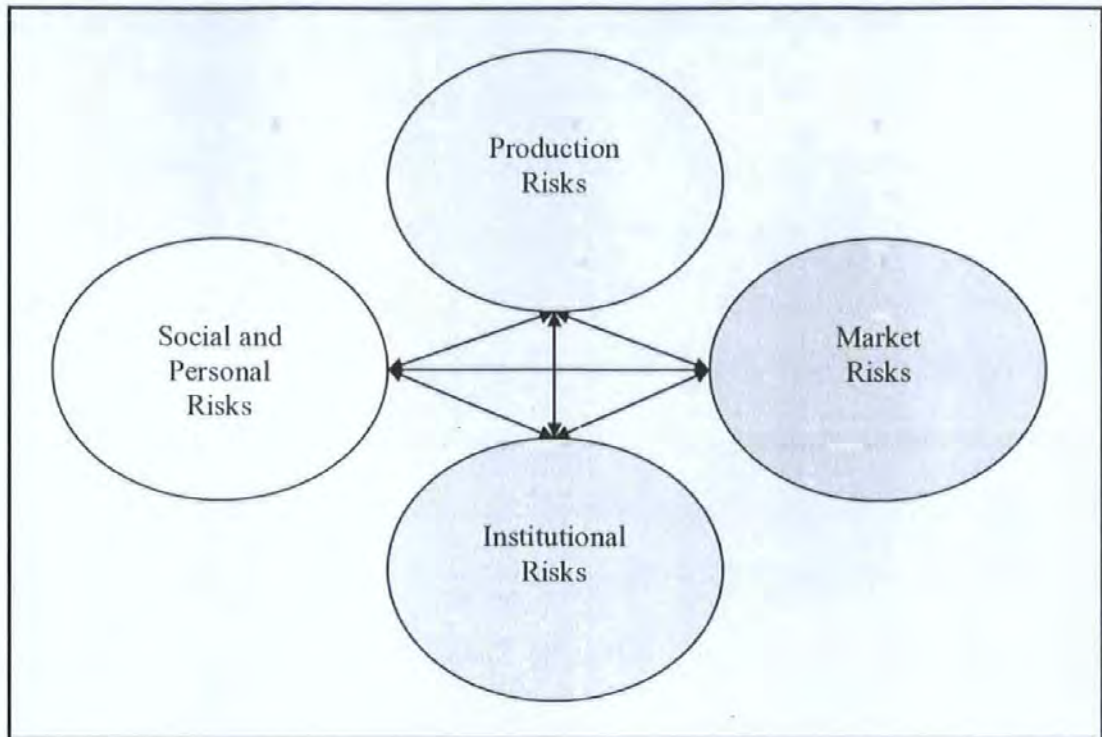 Production
Risks
Social and
Personal
Risks
Market
Risks
Institutional
Risks